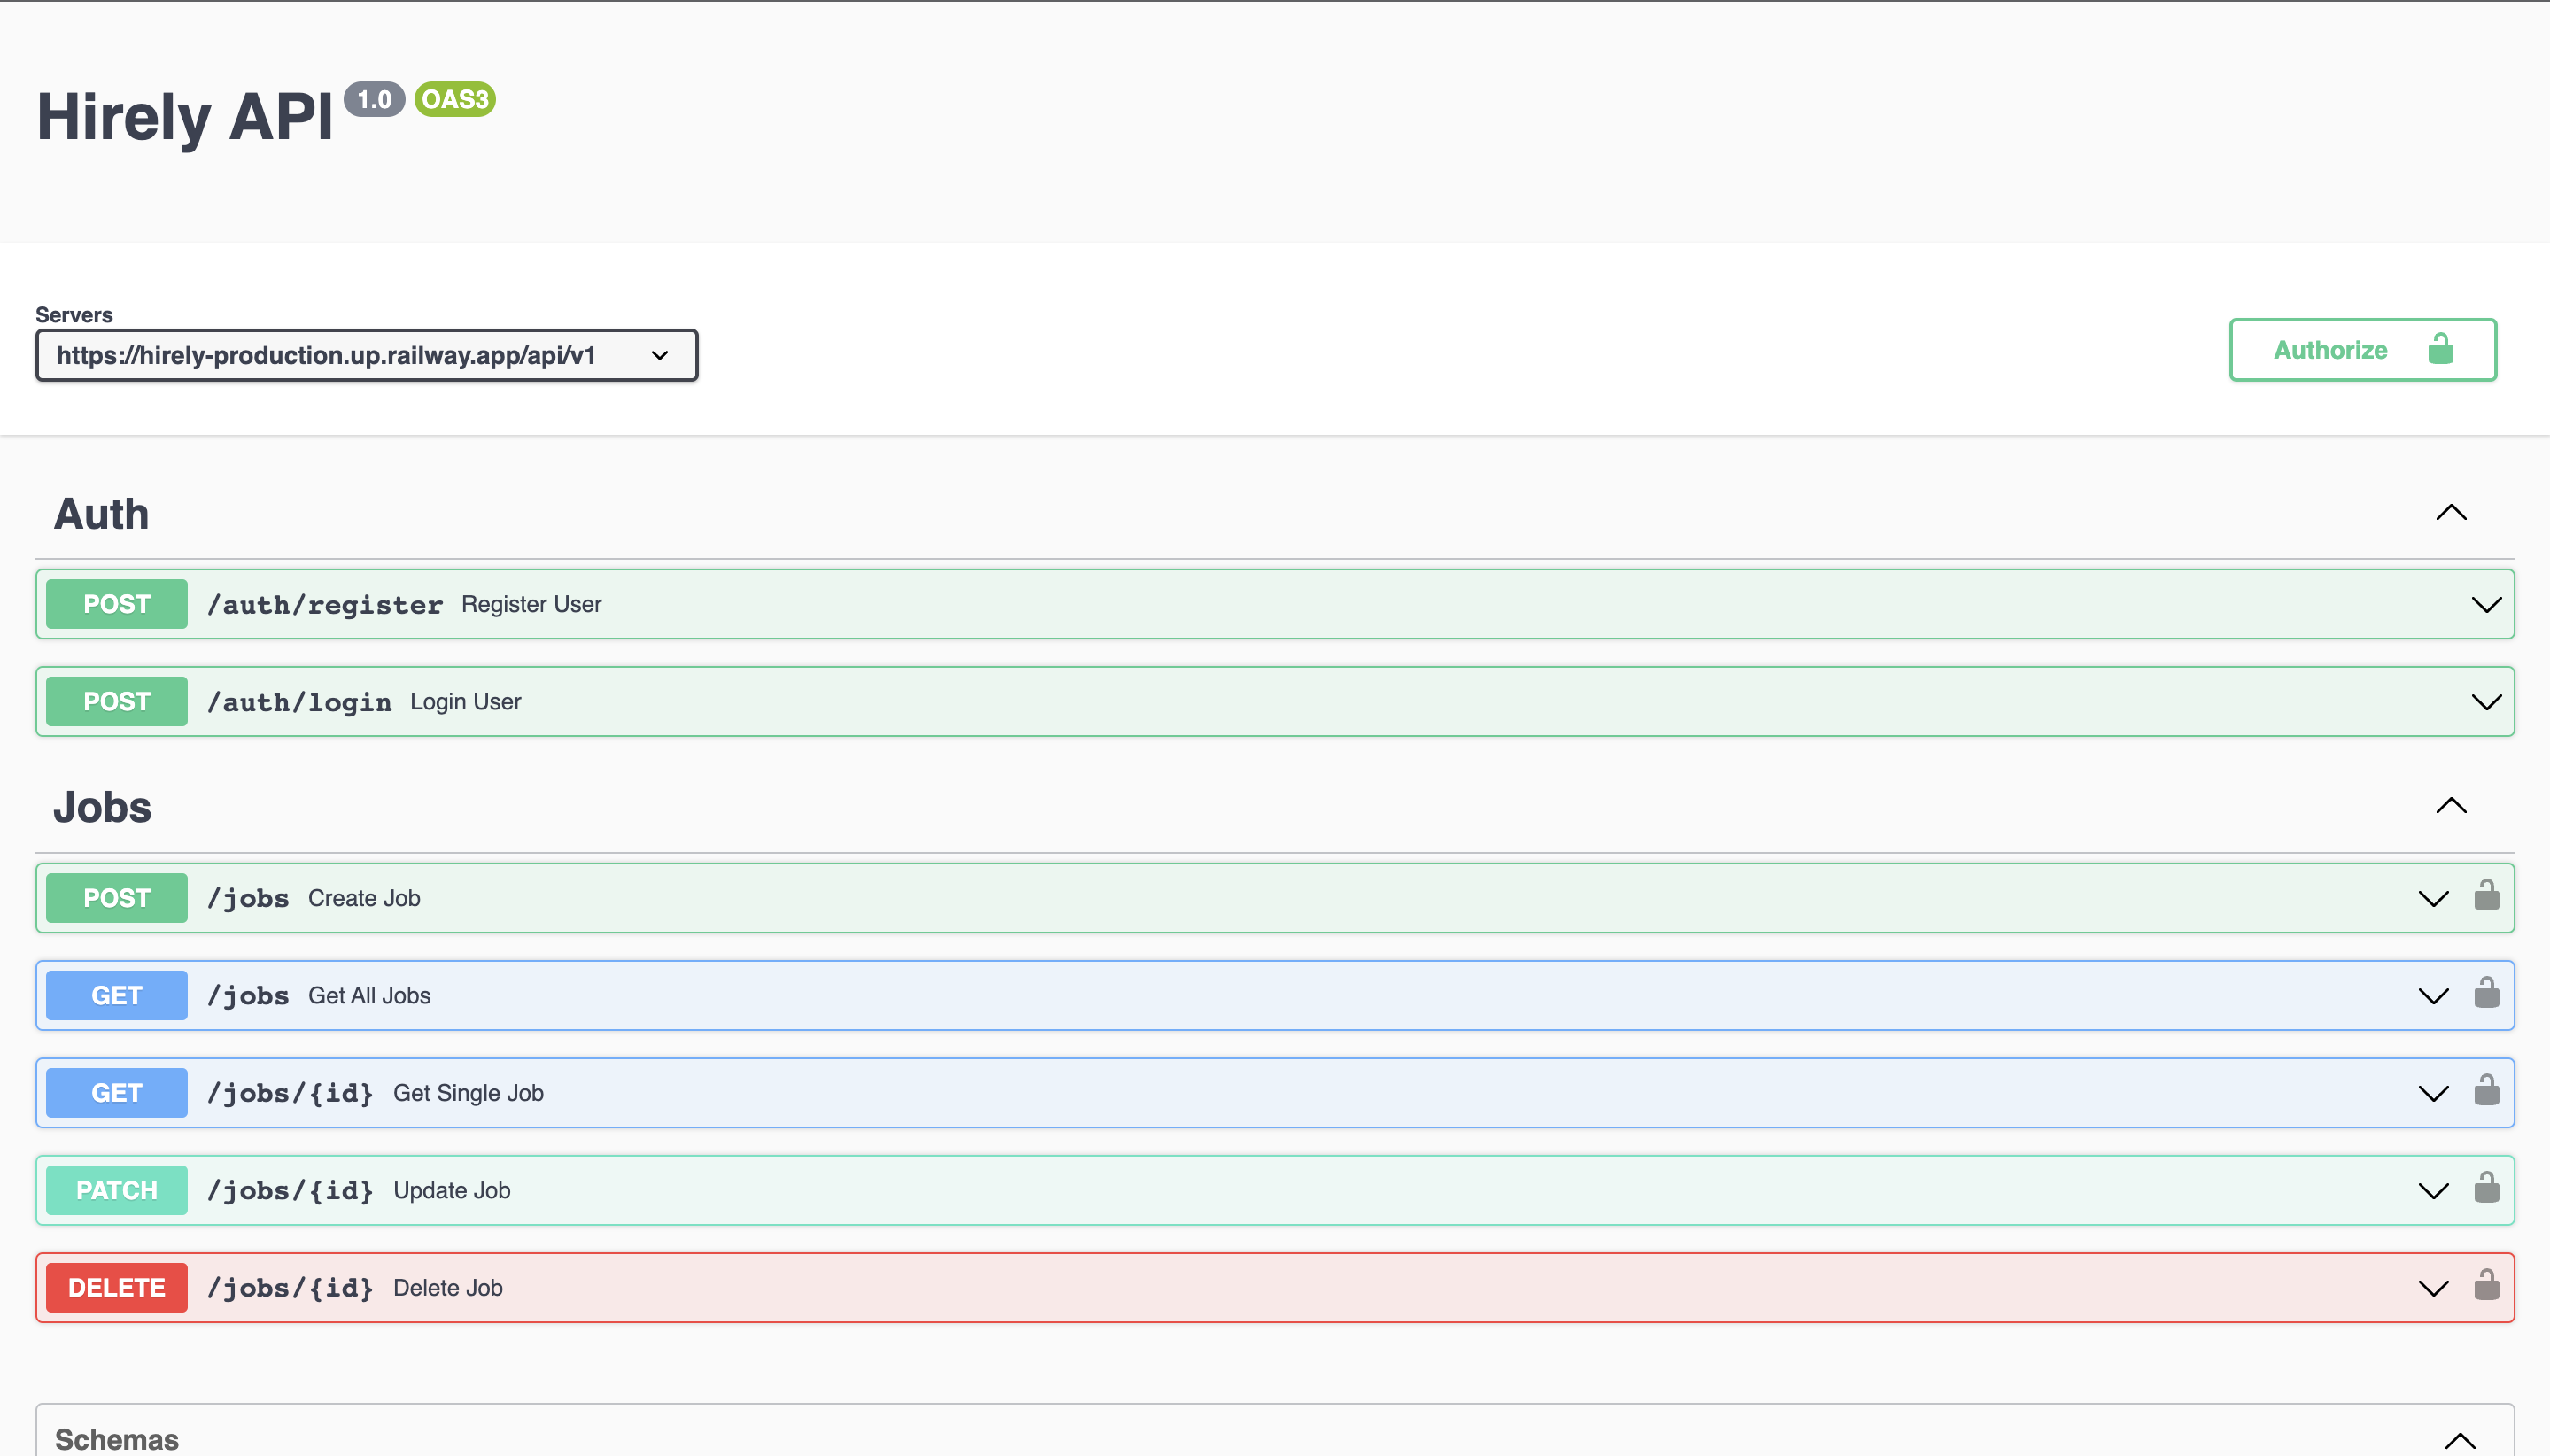 Hirely API 1.0 OAS3
Servers
https://hirely-production.up.railway.app/api/v1
Authorize
Auth
POST /auth/register Register User
POST /auth/login Login User
Jobs
POST /jobs Create Job
GET /jobs Get All Jobs
GET /jobs/{id} Get Single Job
PATCH /jobs/{id} Update Job
DELETE /jobs/{id} Delete Job
Schemas